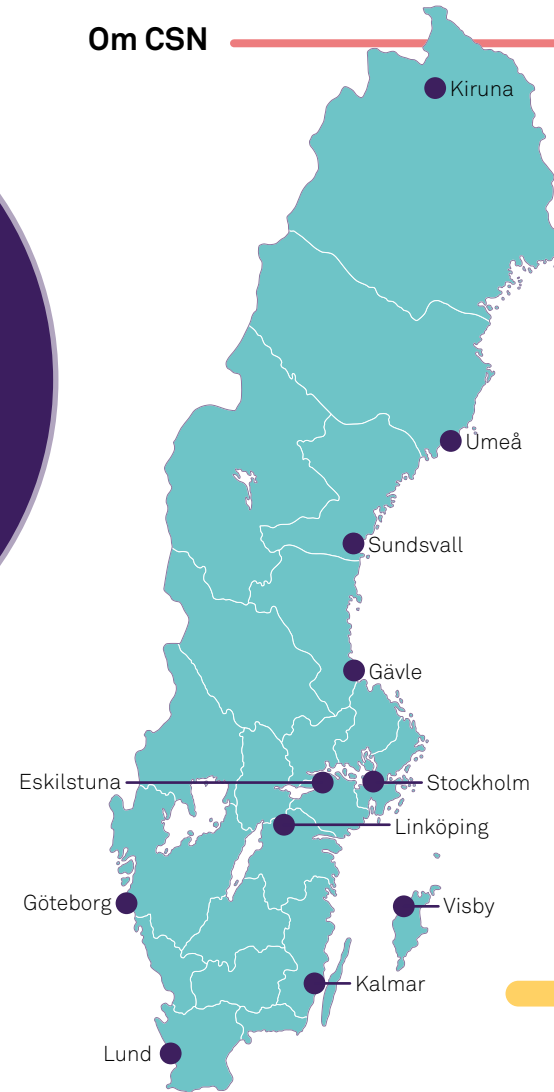 Om CSN
Kiruna
Umeå
Sundsvall
Gävle
Eskilstuna
Stockholm
Linköping
Göteborg
Visby
Kalmar
Lund